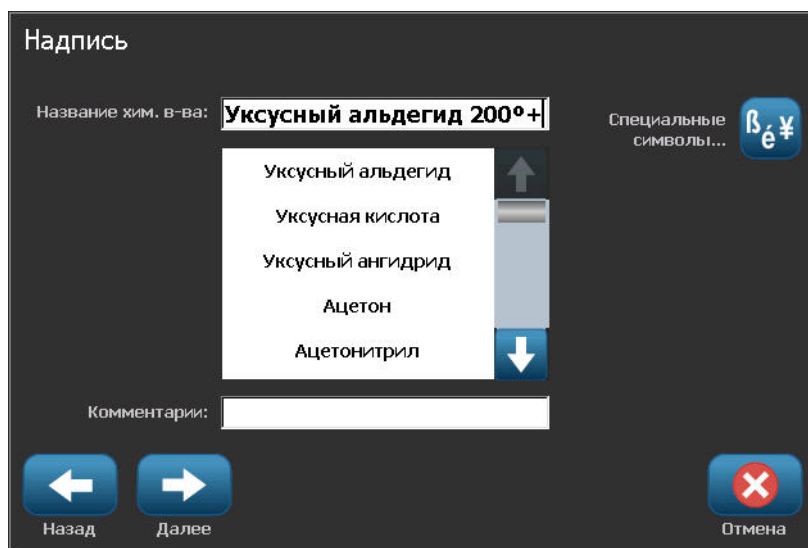 Надпись
Название хим. в-ва:
Уксусный альдегид 200º+
Специальные
символы...
ß é ¥
Уксусный альдегид
Уксусная кислота
Уксусный ангидрид
Ацетон
Ацетонитрил
Комментарии:
Назад
Далее
Отмена